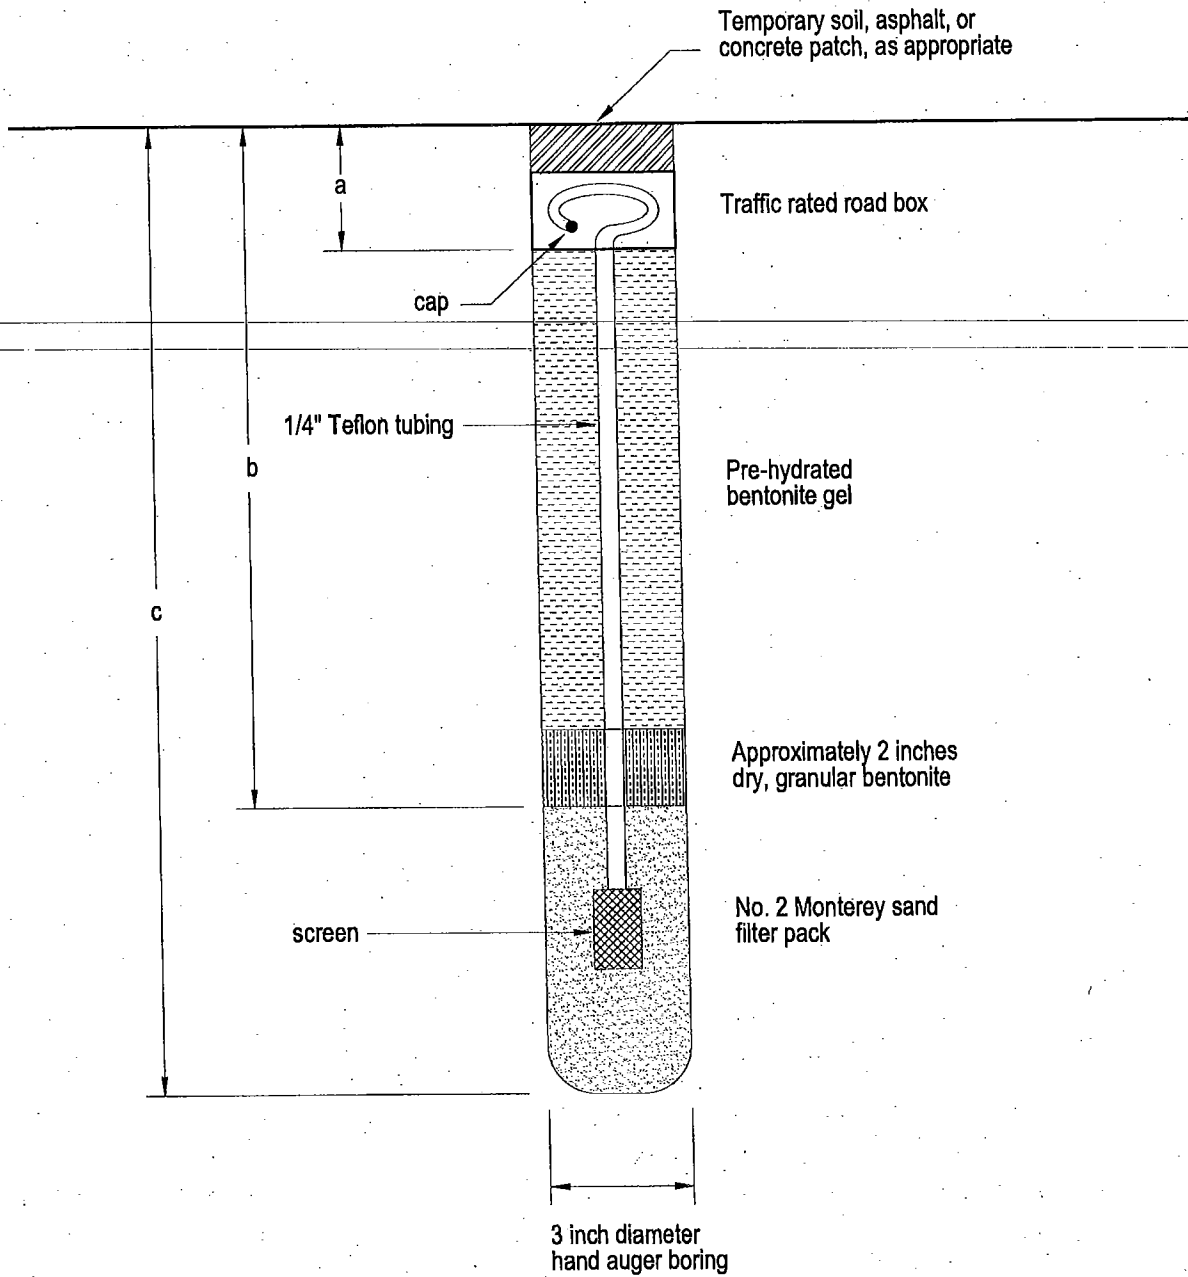 Temporary soil, asphalt, or
concrete patch, as appropriate
a
Traffic rated road box
cap
1/4" Teflon tubing
b
Pre-hydrated
bentonite gel
c
Approximately 2 inches
dry, granular bentonite
No. 2 Monterey sand
filter pack
screen
3 inch diameter
hand auger boring